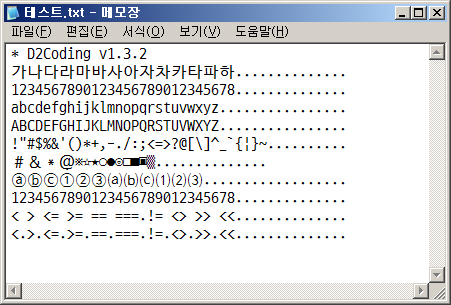 테스트.txt - 메모장
파일(F) 편집(E) 서식(O) 보기(V) 도움말(H)
* D2Coding v1.3.2
가나다라마바사아자차카타파하..............
1234567890123456789012345678..............
abcdefghijklmnopqrstuvwxyz................
ABCDEFGHIJKLMNOPQRSTUVWXYZ................
!"#$%&'()*+,-./:;<=>?@[\]^_`{¦}~..........
＃＆＊＠※☆★○●◎□■▣▒..............
ⓐⓑⓒ①②③⒜⒝⒞⑴⑵⑶..................
1234567890123456789012345678..............
< > <= >= == ===.!= <> >> <<..............
<.>.<=.>=.==.===.!=.<>.>>.<<..............